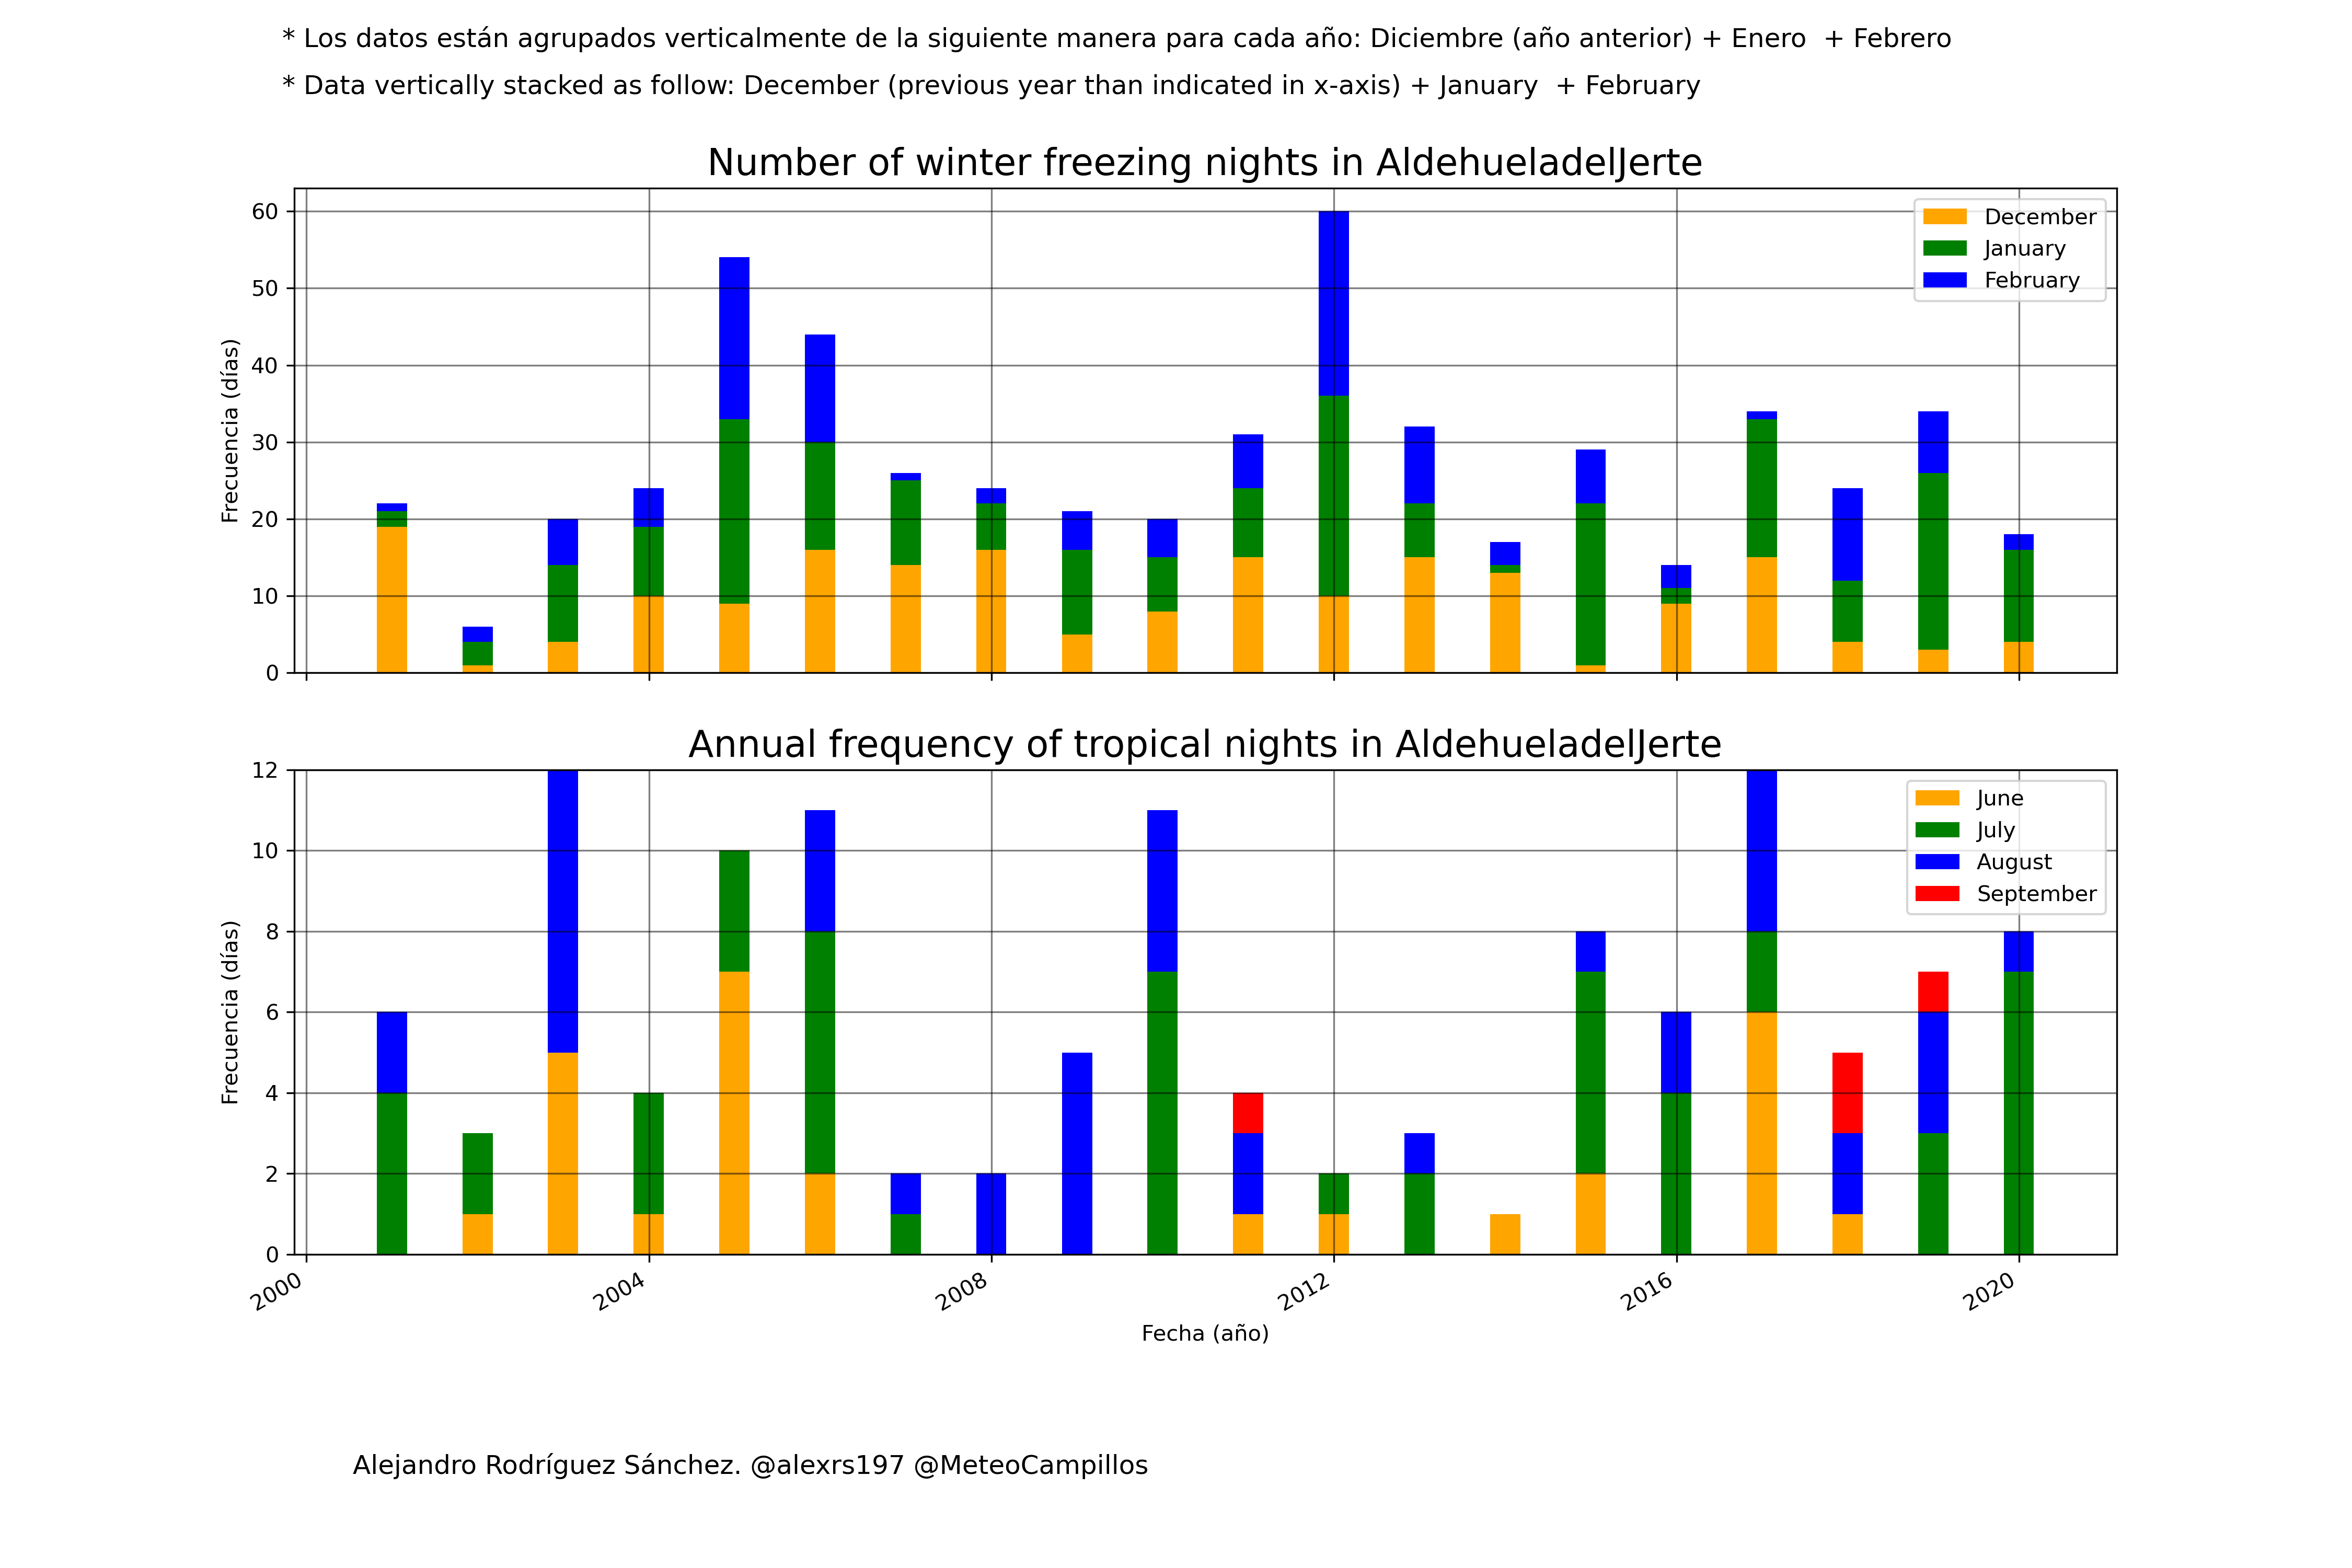 * Los datos están agrupados verticalmente de la siguiente manera para cada año: Diciembre (año anterior) + Enero  + Febrero
* Data vertically stacked as follow: December (previous year than indicated in x-axis) + January  + February
Number of winter freezing nights in AldehueladelJerte
60
50
40
30
20
10
0
Frecuencia (días)
December
January
February
Annual frequency of tropical nights in AldehueladelJerte
12
10
8
6
4
2
0
Frecuencia (días)
June
July
August
September
2000 2004 2008 2012 2016 2020
Fecha (año)
Alejandro Rodríguez Sánchez. @alexrs197 @MeteoCampillos